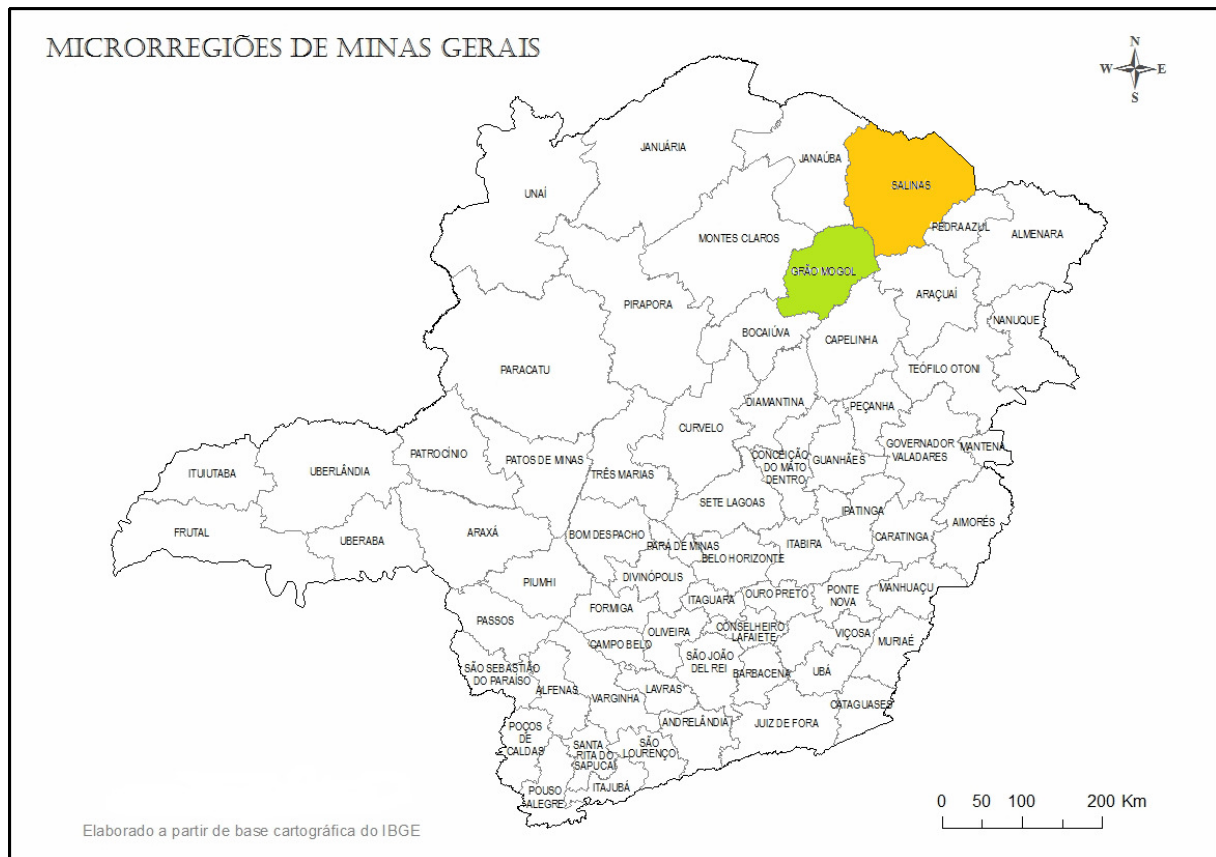 MICRORREGIÕES DE MINAS GERAIS
N
W E
S
JANUÁRIA
JANAÚBA
SALINAS
UNAÍ
PEDRA AZUL
ALMENARA
MONTES CLAROS
GRÃO MOGOL
ARAÇUAÍ
PIRAPORA
NANUQUE
BOCAIÚVA
CAPELINHA
PARACATU
TEÓFILO OTONI
DIAMANTINA
PEÇANHA
CURVELO
PATROCÍNIO
PATOS DE MINAS
CONCEIÇÃO
DO MATO
DENTRO
GUANHÃES
GOVERNADOR
VALADARES
MANTENA
ITUIUTABA
UBERLÂNDIA
TRÊS MARIAS
SETE LAGOAS
IPATINGA
AIMORÉS
FRUTAL
UBERABA
ARAXÁ
BOM DESPACHO
PARÁ DE MINAS
BELO HORIZONTE
ITABIRA
CARATINGA
PIUMHI
DIVINÓPOLIS
ITAGUARA
OURO PRETO
PONTE
NOVA
MANHUAÇU
FORMIGA
PASSOS
CAMPO BELO
OLIVEIRA
CONSELHEIRO
LAFAIETE
VIÇOSA
MURIAÉ
SÃO SEBASTIÃO
DO PARAÍSO
ALFENAS
VARGINHA
LAVRAS
SÃO JOÃO
DEL REI
BARBACENA
UBÁ
CATAGUASES
POÇOS
DE
CALDAS
SANTA
RITA DO
SAPUCAÍ
SÃO
LOURENÇO
ANDRELÂNDIA
JUIZ DE FORA
POUSO
ALEGRE
ITAJUBÁ
0 50 100 200 Km
Elaborado a partir de base cartográfica do IBGE